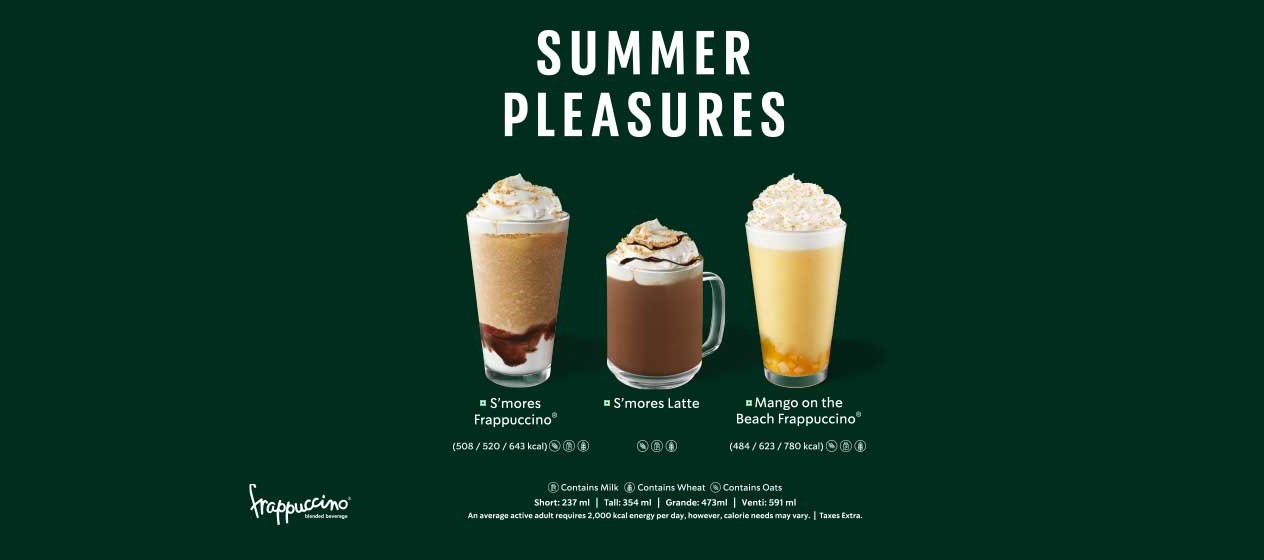 SUMMER
PLEASURES
S'mores
Frappuccino®
(508 / 520 / 643 kcal)
S'mores Latte
Mango on the
Beach Frappuccino®
(484 / 623 / 780 kcal)
Contains Milk Contains Wheat Contains Oats
Short: 237 ml | Tall: 354 ml | Grande: 473ml | Venti: 591 ml
An average active adult requires 2,000 kcal energy per day, however, calorie needs may vary. | Taxes Extra.
frappuccino®
blended beverage